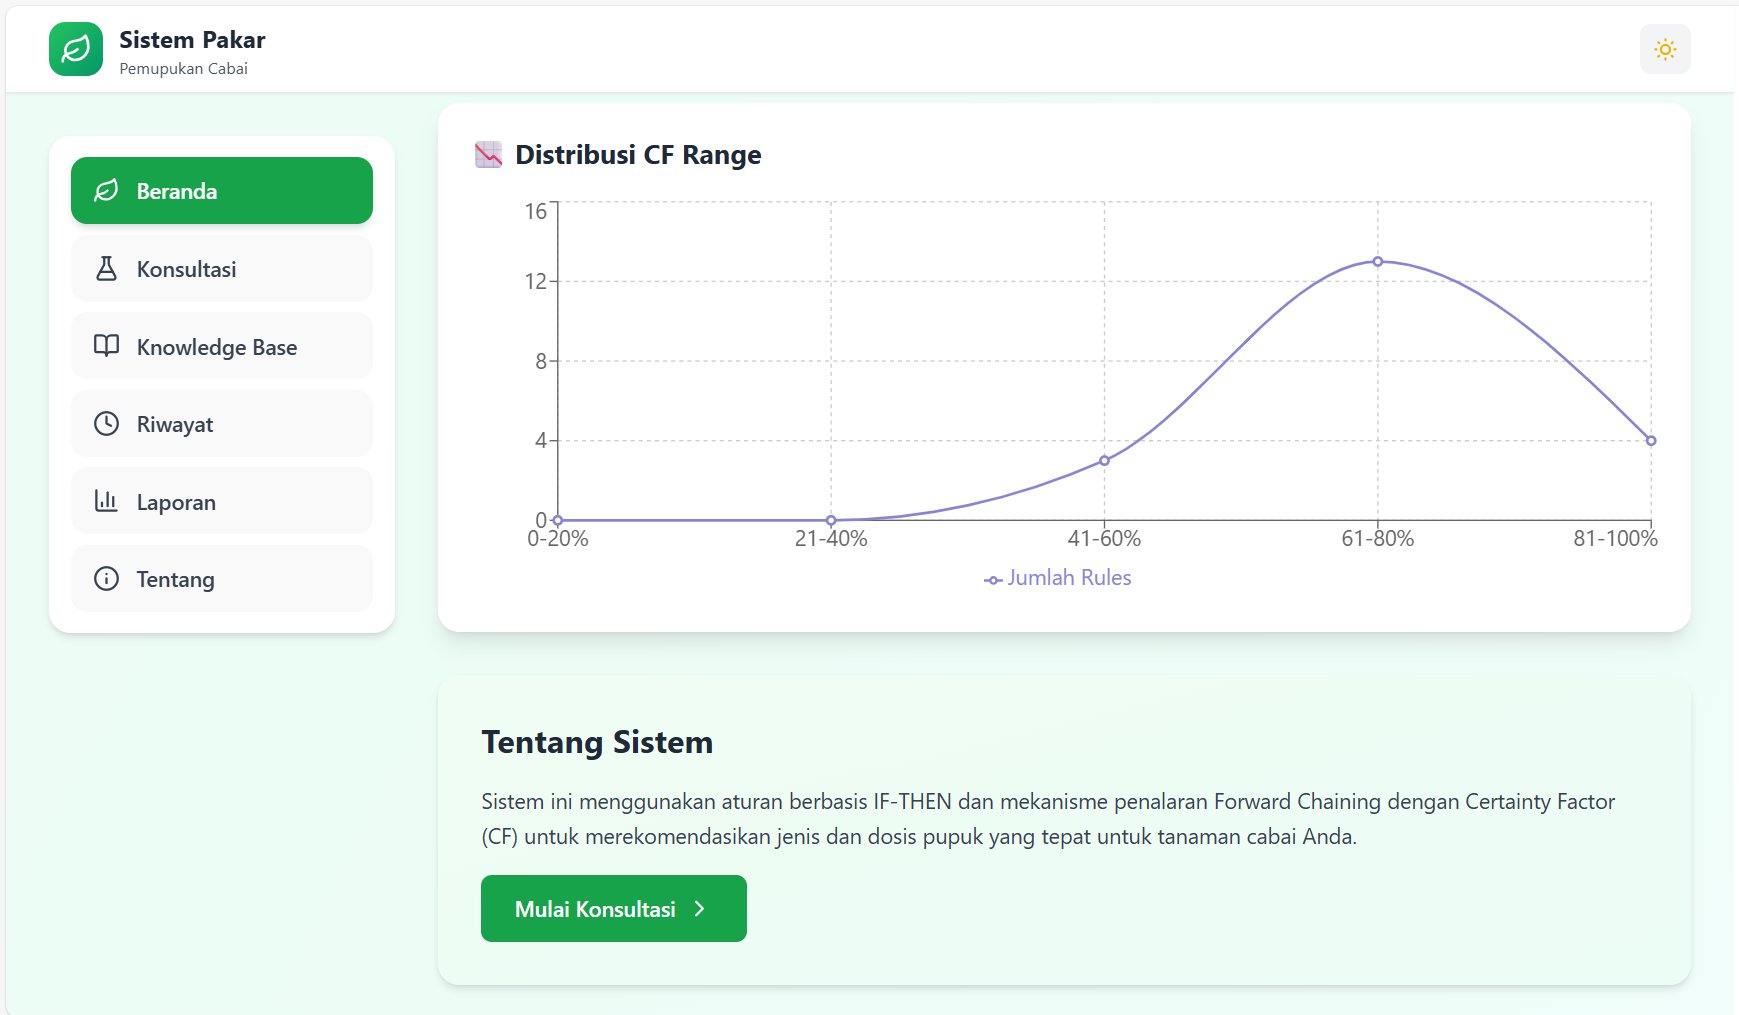 Sistem Pakar
Pemupukan Cabai
Beranda
Konsultasi
Knowledge Base
Riwayat
Laporan
Tentang
Distribusi CF Range
16
12
8
4
0
0-20%
21-40%
41-60%
61-80%
81-100%
Jumlah Rules
Tentang Sistem
Sistem ini menggunakan aturan berbasis IF-THEN dan mekanisme penalaran Forward Chaining dengan Certainty Factor
(CF) untuk merekomendasikan jenis dan dosis pupuk yang tepat untuk tanaman cabai Anda.
Mulai Konsultasi